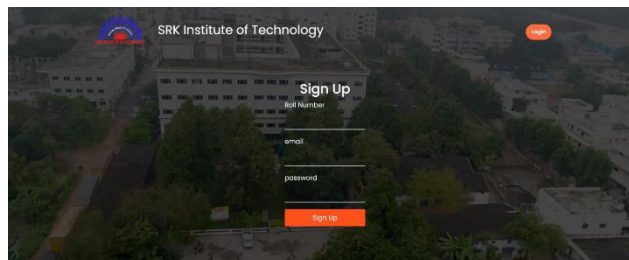 SRK Institute of Technology
Login
Sign Up
Roll Number
email
password
Sign Up